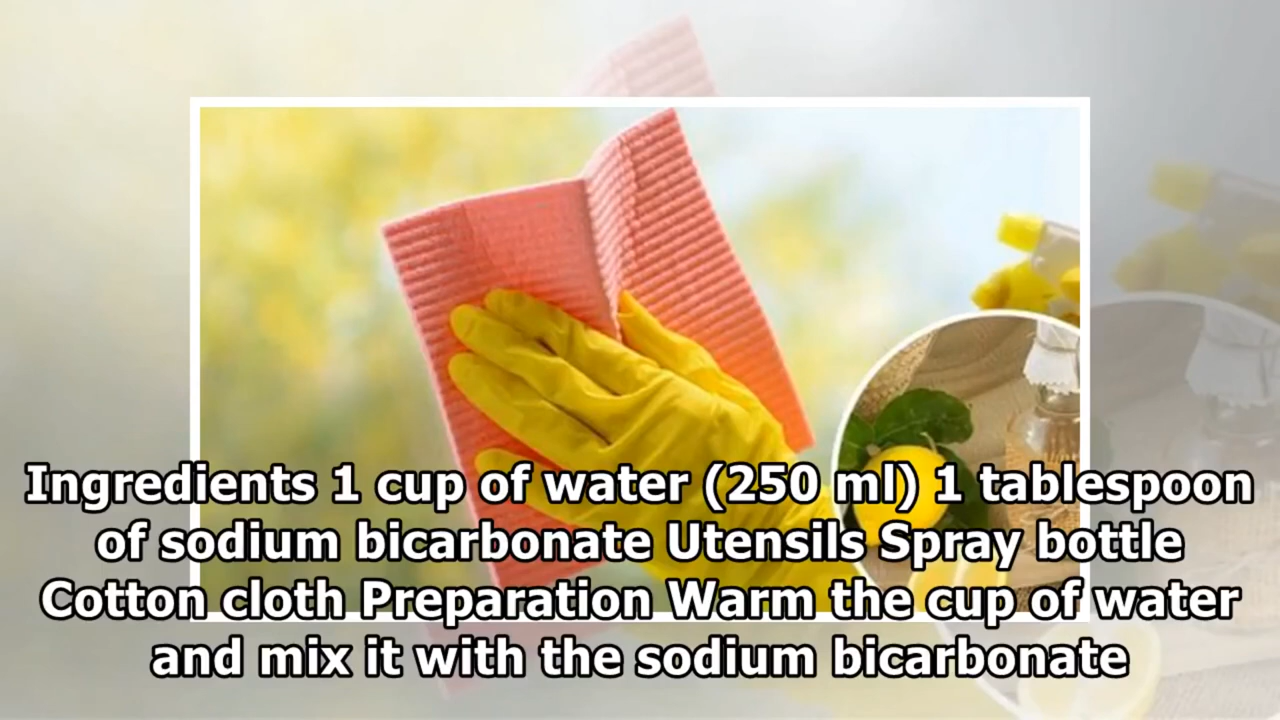 Ingredients 1 cup of water (250 ml) 1 tablespoon
of sodium bicarbonate Utensils Spray bottle
Cotton cloth Preparation Warm the cup of water
and mix it with the sodium bicarbonate